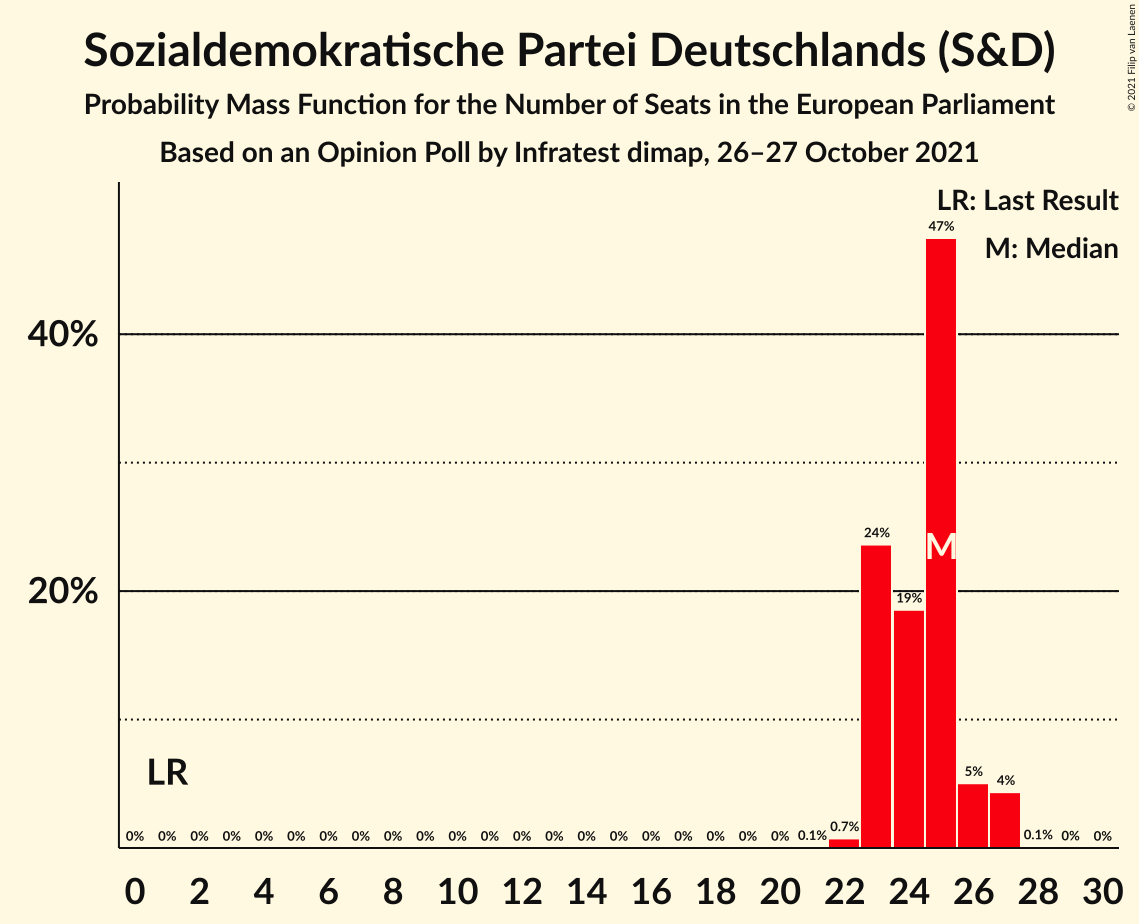 Sozialdemokratische Partei Deutschlands (S&D)
Probability Mass Function for the Number of Seats in the European Parliament
Based on an Opinion Poll by Infratest dimap, 26–27 October 2021
© 2021 Filip van Laenen
LR: Last Result
M: Median
47%
40%
24%
M
20%
19%
LR
5%
4%
0% 0% 0% 0% 0% 0% 0% 0% 0% 0% 0% 0% 0% 0% 0% 0% 0% 0% 0% 0% 0% 0.1% 0.7% 0.1% 0% 0%
0 2 4 6 8 10 12 14 16 18 20 22 24 26 28 30